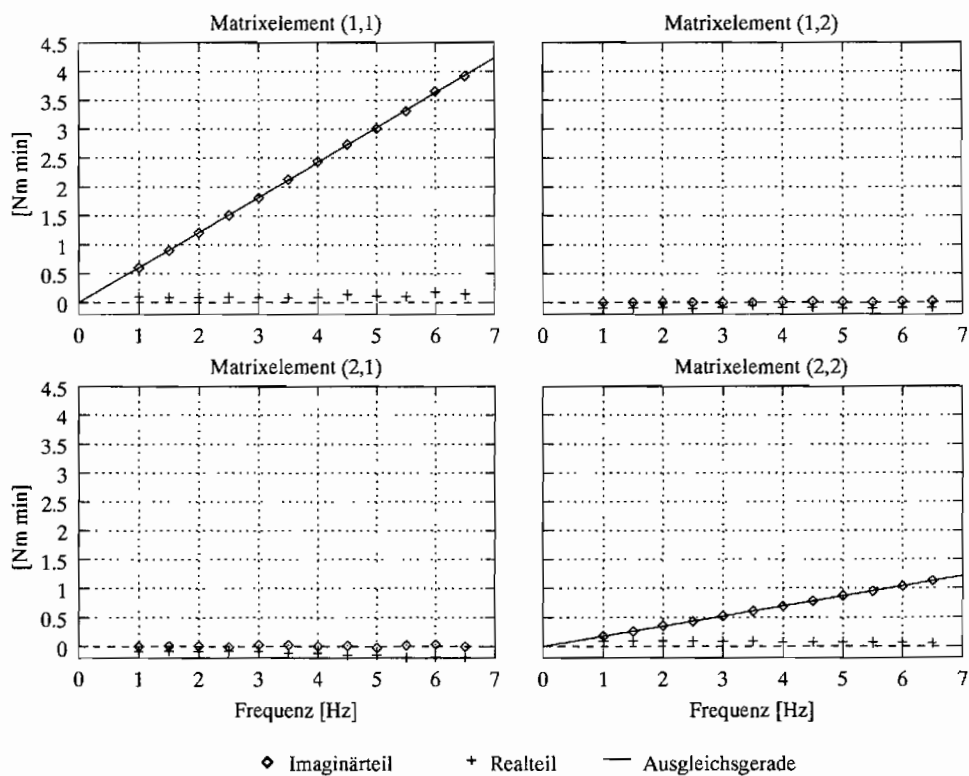 Matrixelement (1,1)
Matrixelement (1,2)
[Nm min]
4.5
4
3.5
3
2.5
2
1.5
1
0.5
0
0 1 2 3 4 5 6 7
0 1 2 3 4 5 6 7
Matrixelement (2,1)
Matrixelement (2,2)
[Nm min]
4.5
4
3.5
3
2.5
2
1.5
1
0.5
0
0 1 2 3 4 5 6 7
0 1 2 3 4 5 6 7
Frequenz [Hz]
Frequenz [Hz]
Imaginärteil
Realteil
Ausgleichsgerade